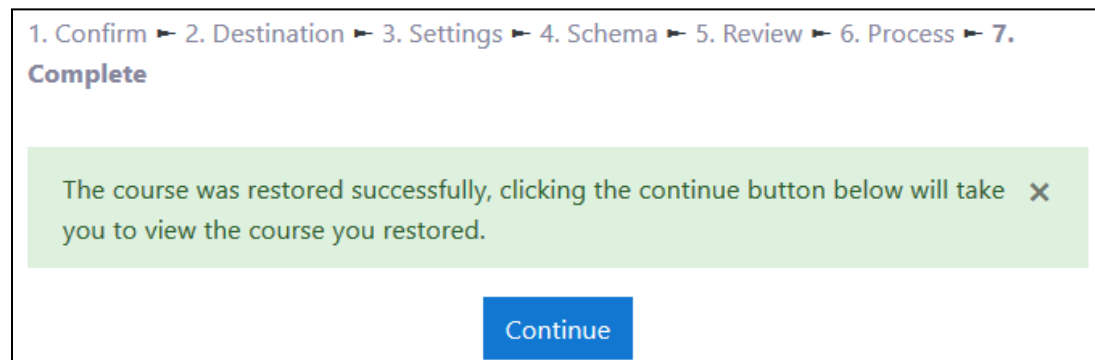 1. Confirm ► 2. Destination ► 3. Settings ► 4. Schema ► 5. Review ► 6. Process ► 7.
Complete
The course was restored successfully, clicking the continue button below will take ×
you to view the course you restored.
Continue